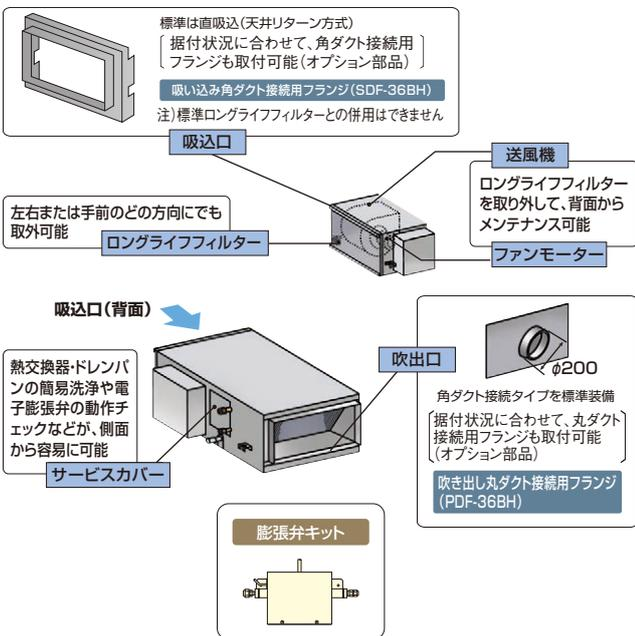 標準は直吸込(天井リターン方式)
据付状況に合わせて、角ダクト接続用
フランジも取付可能(オプション部品)
吸い込み角ダクト接続用フランジ(SDF-36BH)
注)標準ロングライフフィルターとの併用はできません
吸込口
送風機
ロングライフフィルター
を取り外して、背面から
メンテナンス可能
ファンモーター
左右または手前のどの方向にでも
取外可能
ロングライフフィルター
吸込口(背面)
熱交換器・ドレンパ
ンの簡易洗浄や電
子膨張弁の動作チ
ェックなどが、側面
から容易に可能
サービスカバー
吹出口
φ200
角ダクト接続タイプを標準装備
据付状況に合わせて、丸ダクト
接続用フランジも取付可能
(オプション部品)
吹き出し丸ダクト接続用フランジ
(PDF-36BH)
膨張弁キット